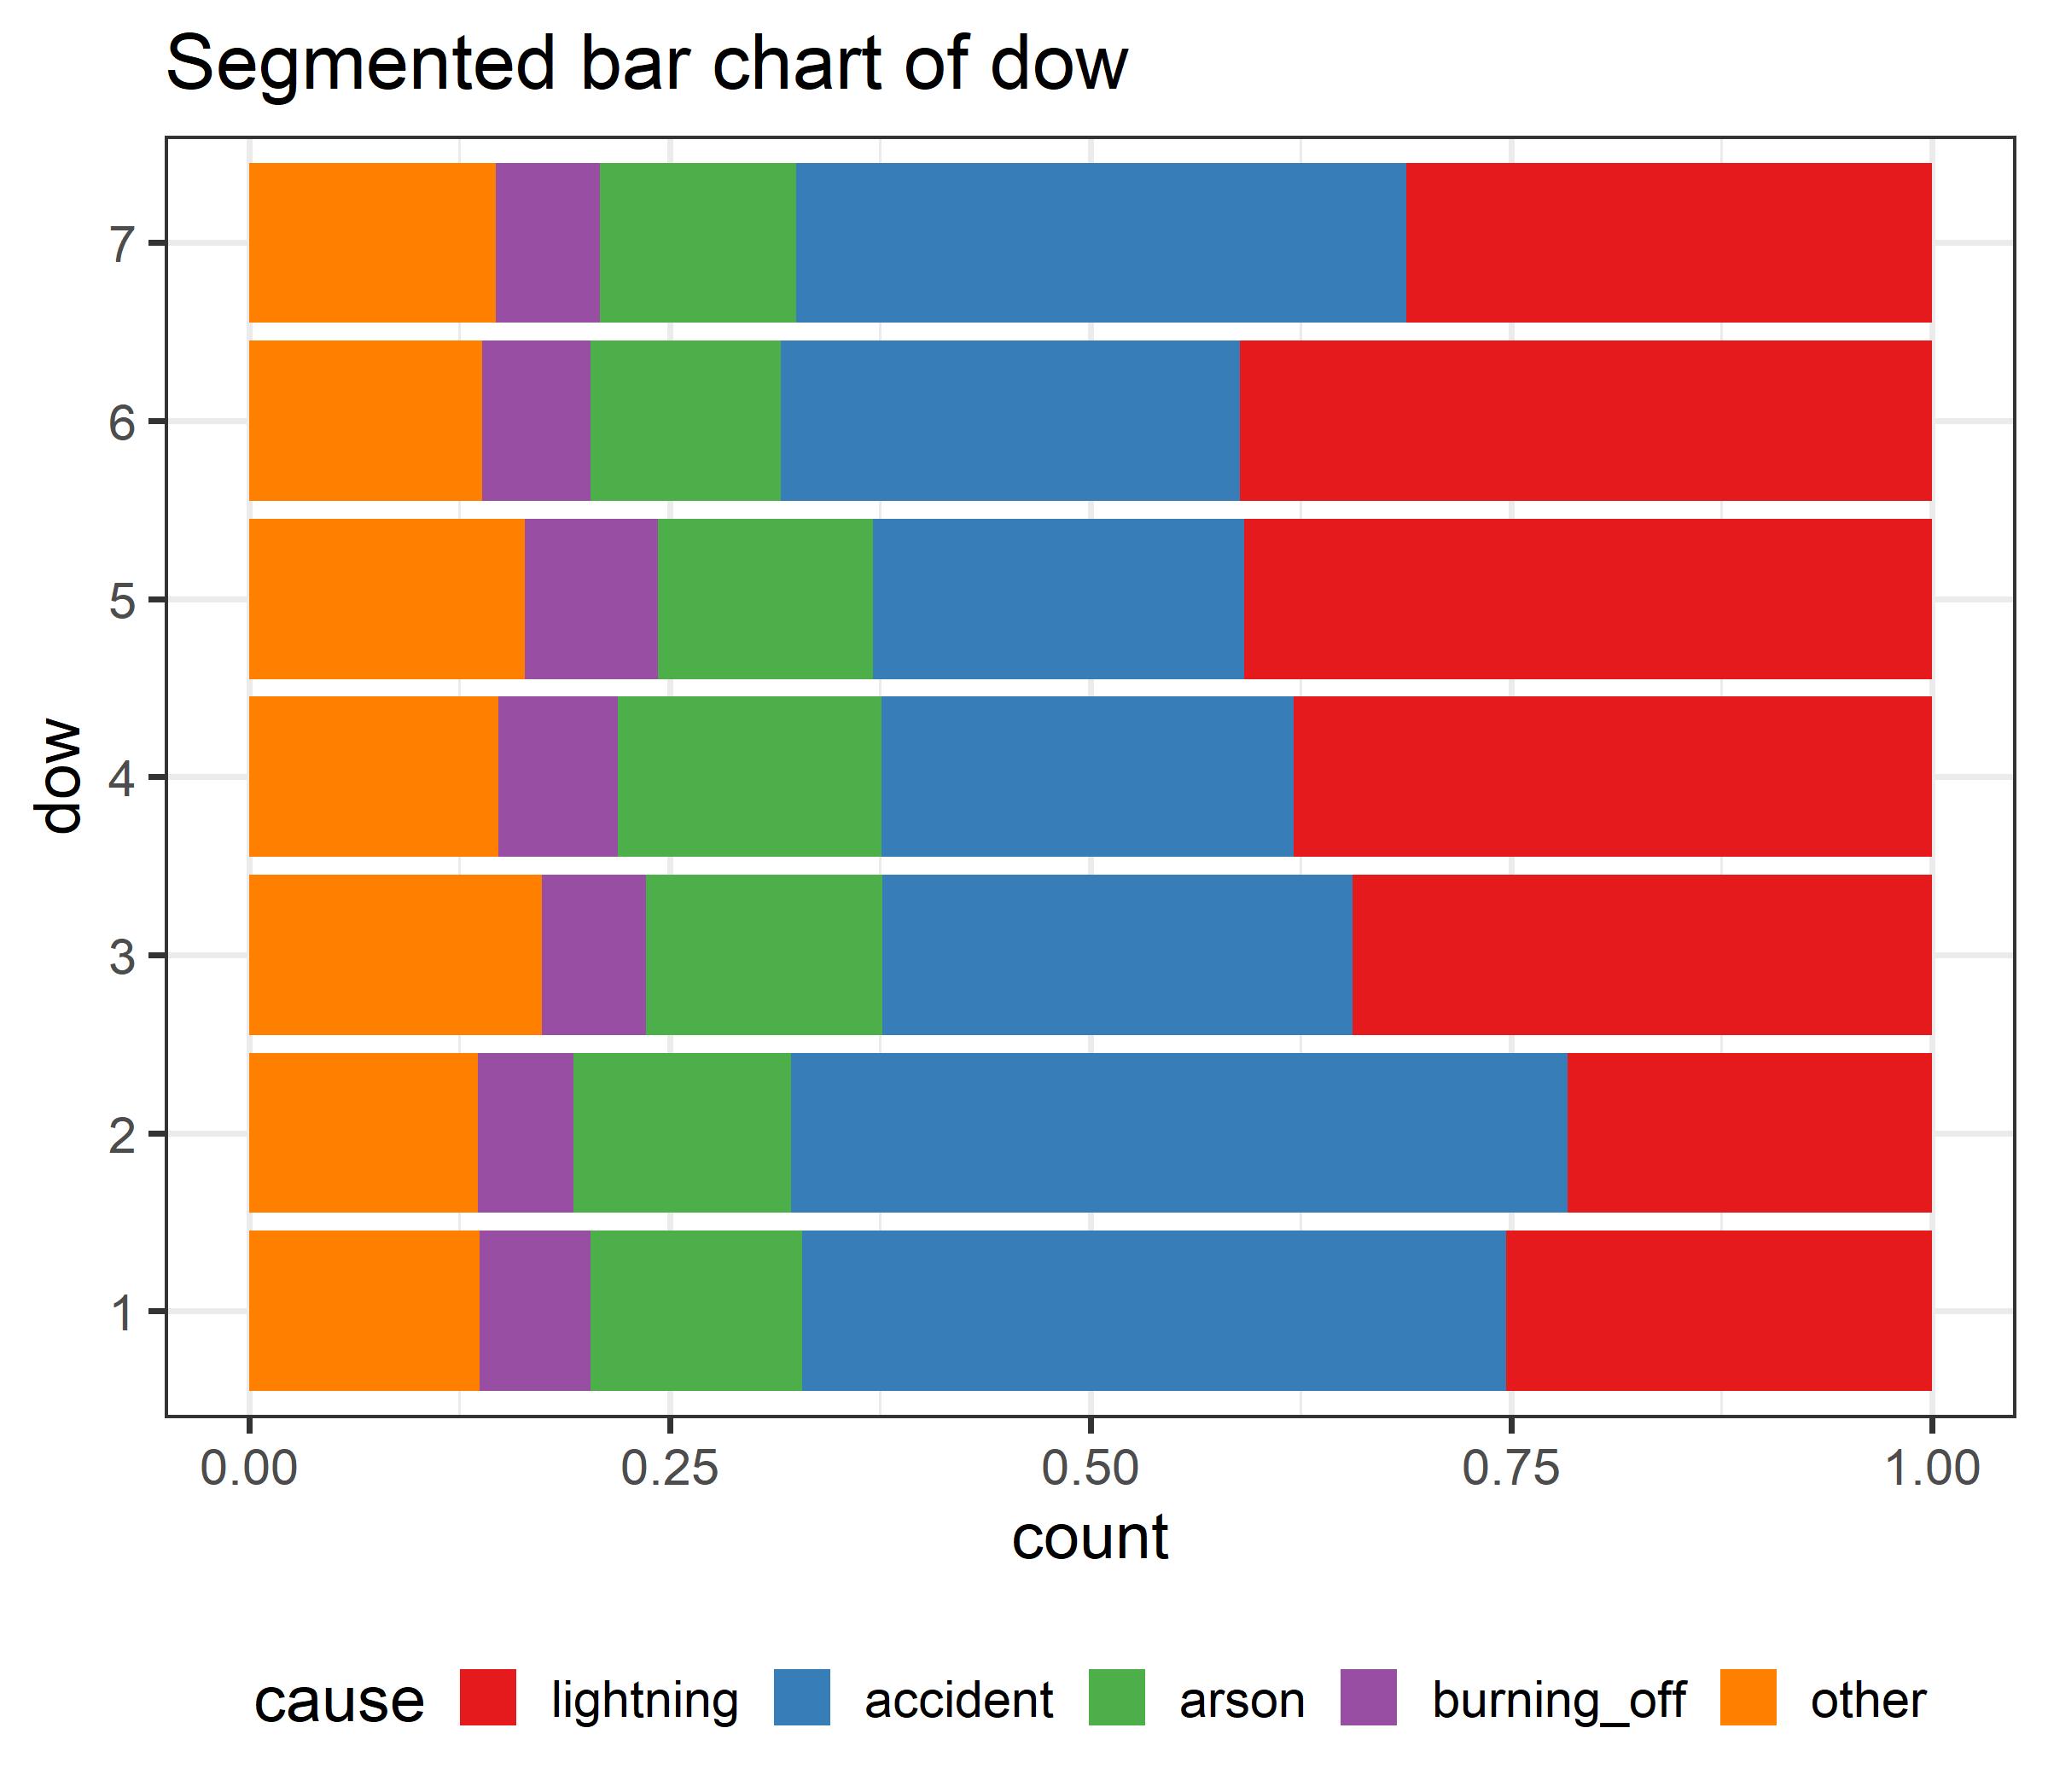 Segmented bar chart of dow
7
6
5
4
3
2
1
dow
0.00 0.25 0.50 0.75 1.00
count
cause lightning accident arson burning_off other